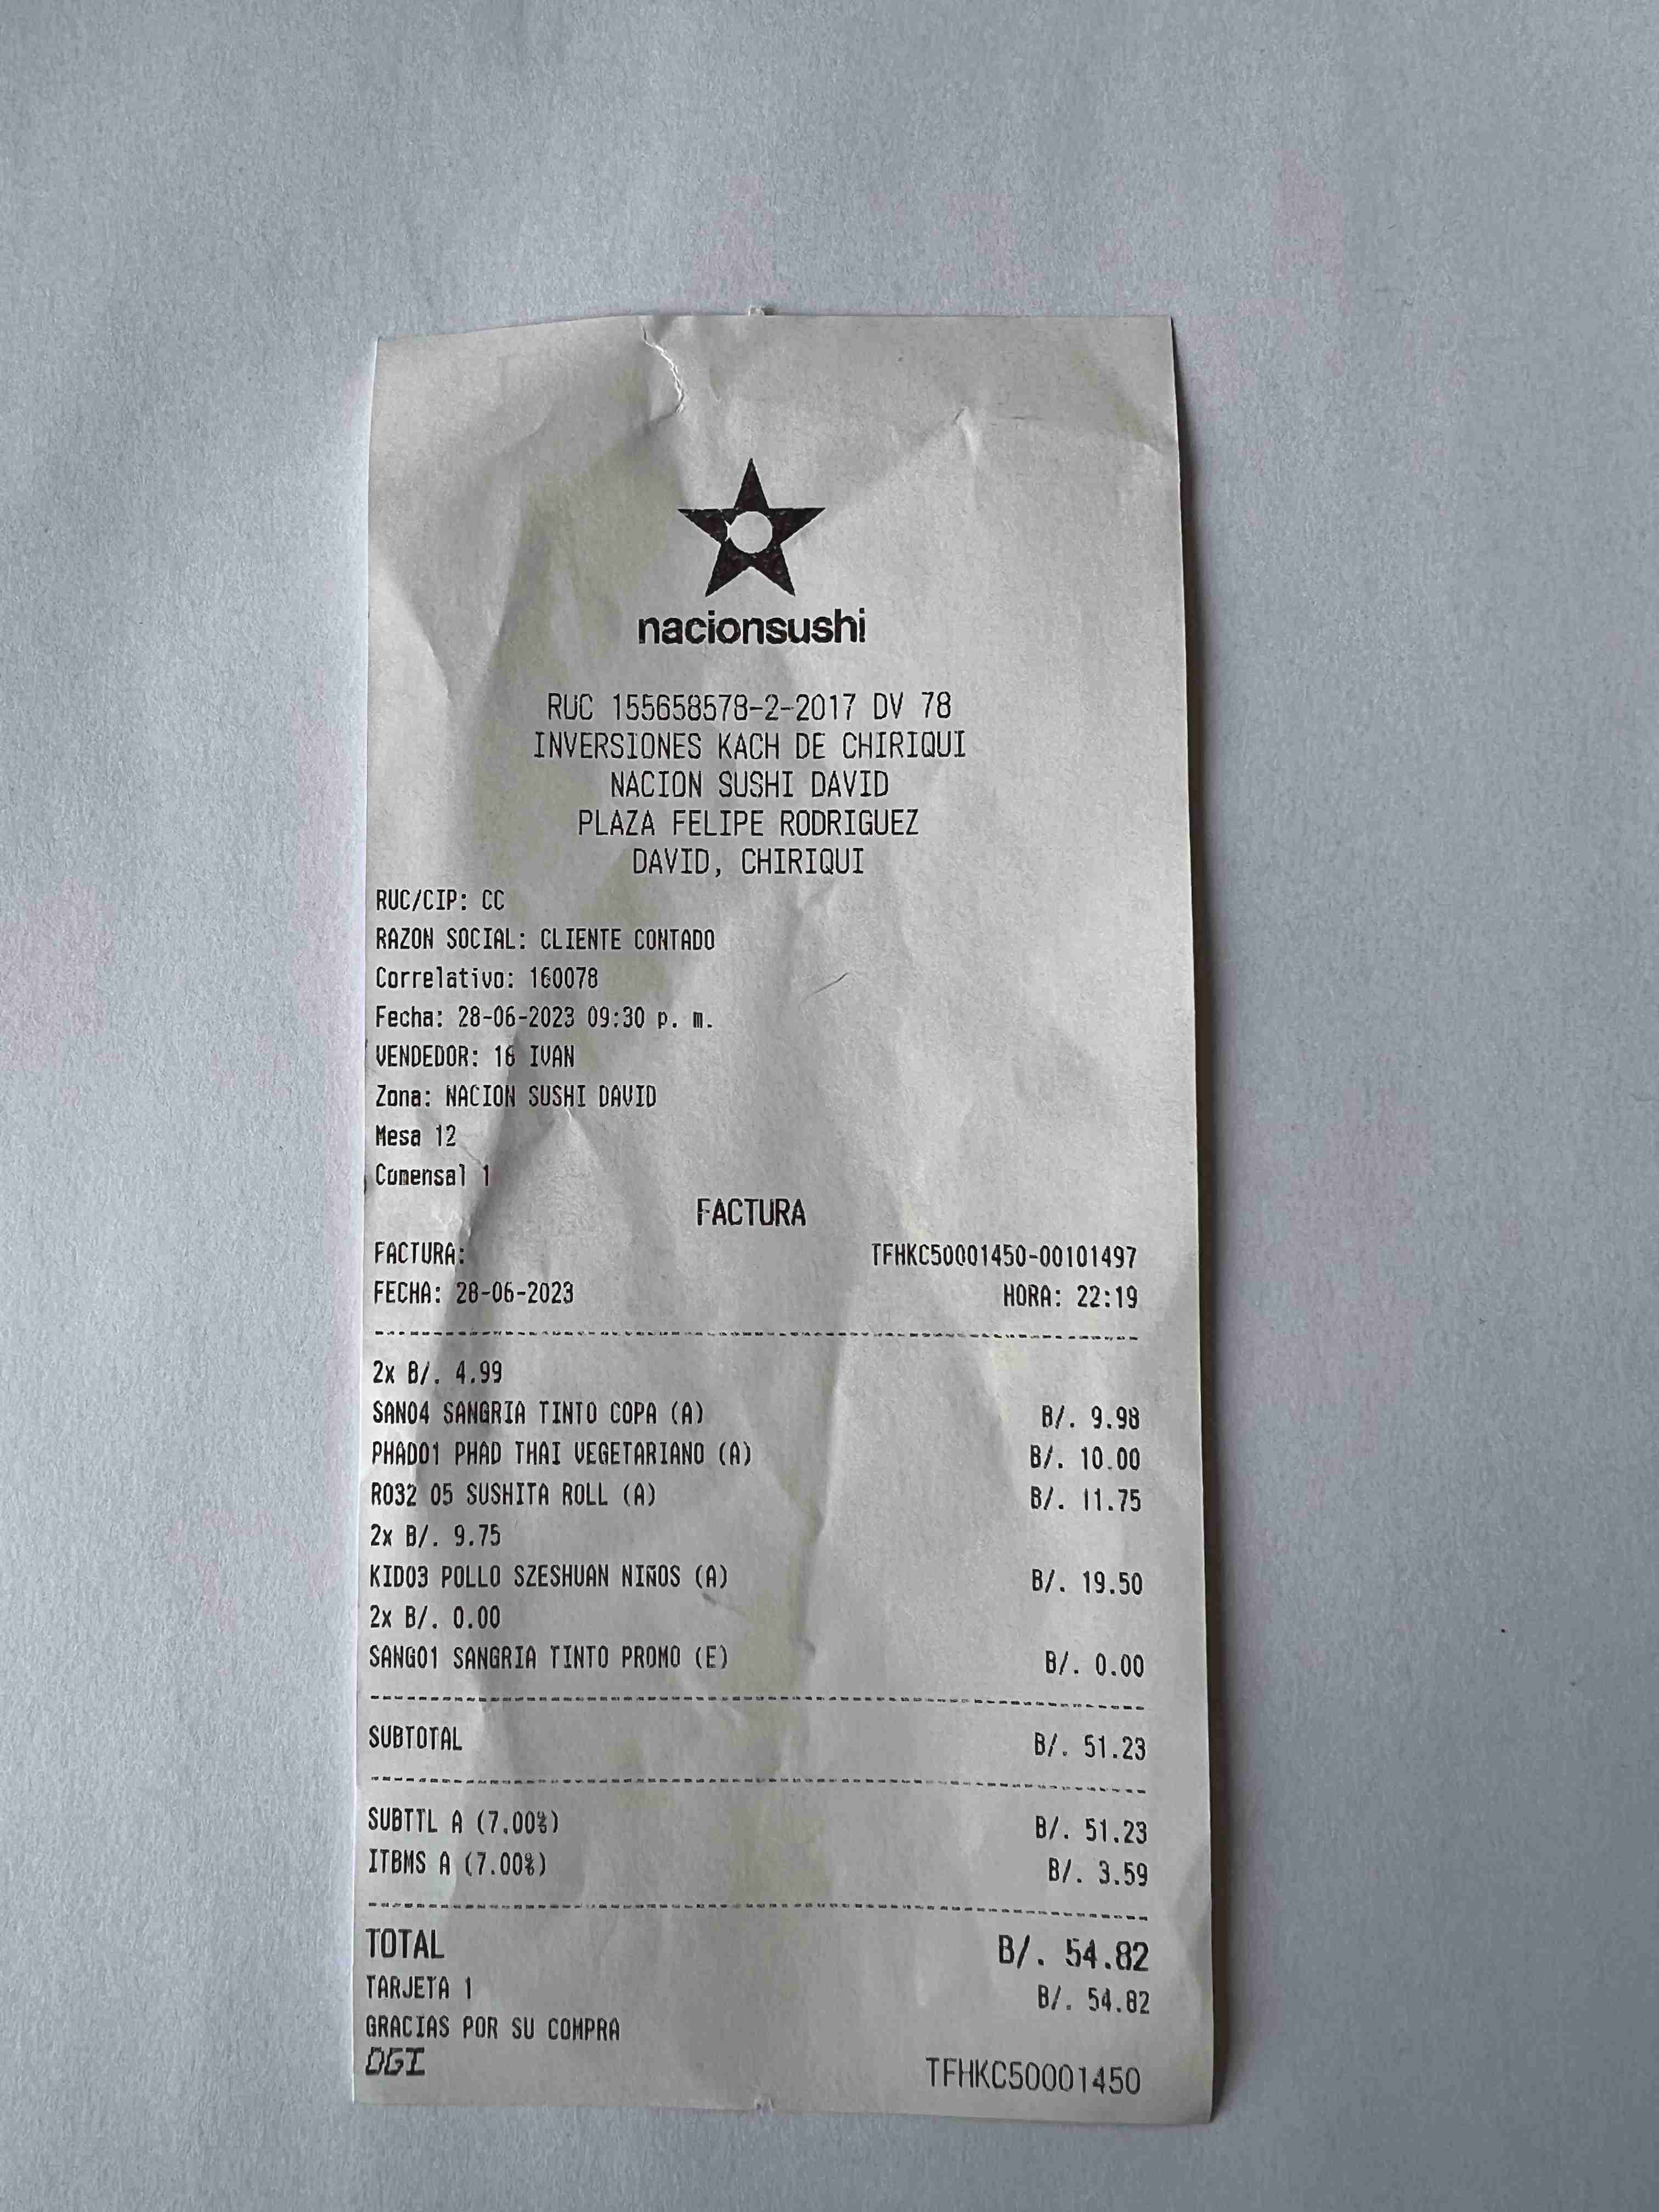 nacionsushi
RUC 155658578-2-2017 DV 78
INVERSIONES KACH DE CHIRIQUI
NACION SUSHI DAVID
PLAZA FELIPE RODRIGUEZ
DAVID, CHIRIQUI
RUC/CIP: CC
RAZON SOCIAL: CLIENTE CONTADO
Correlativo: 160078
Fecha: 28-06-2023 09:30 p. m.
VENDEDOR: 16 IVAN
Zona: NACION SUSHI DAVID
Mesa 12
Comensal 1
FACTURA
FACTURA: TFHKC50001450-00101497
FECHA: 28-06-2023 HORA: 22:19
2x B/. 4.99
SAN04 SANGRIA TINTO COPA (A) B/. 9.98
PHAD01 PHAD THAI VEGETARIANO (A) B/. 10.00
RO32 05 SUSHITA ROLL (A) B/. 11.75
2x B/. 9.75
KID03 POLLO SZESHUAN NIÑOS (A) B/. 19.50
2x B/. 0.00
SANG01 SANGRIA TINTO PROMO (E) B/. 0.00
SUBTOTAL B/. 51.23
SUBTTL A (7.00%) B/. 51.23
ITBMS A (7.00%) B/. 3.59
TOTAL B/. 54.82
TARJETA 1 B/. 54.82
GRACIAS POR SU COMPRA
DGI TFHKC50001450